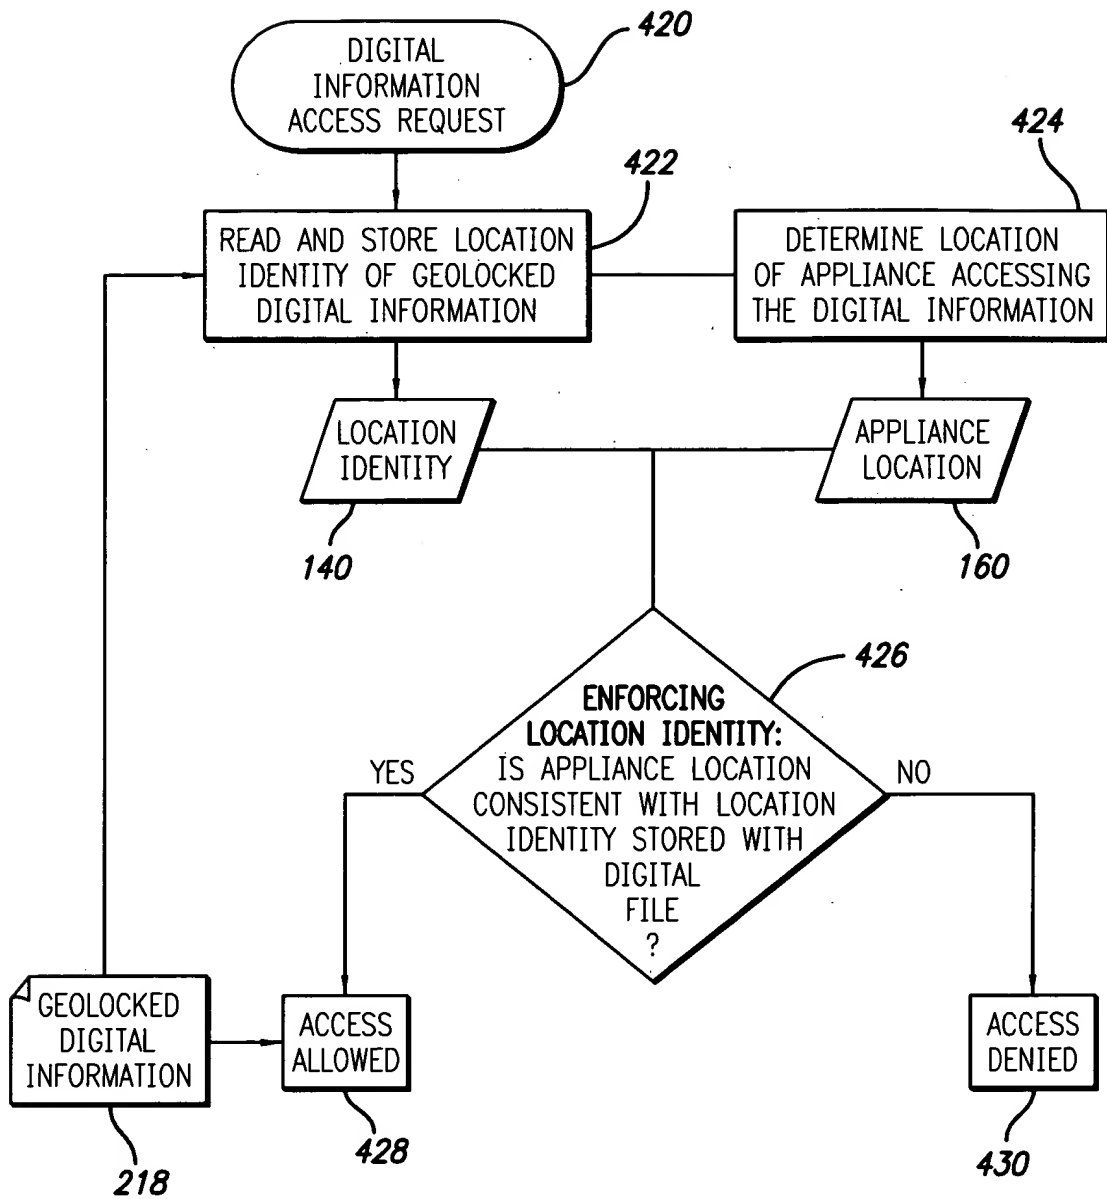 DIGITAL
INFORMATION
ACCESS REQUEST
420
422
424
READ AND STORE LOCATION
IDENTITY OF GEOLOCKED
DIGITAL INFORMATION
DETERMINE LOCATION
OF APPLIANCE ACCESSING
THE DIGITAL INFORMATION
LOCATION
IDENTITY
140
APPLIANCE
LOCATION
160
426
ENFORCING
LOCATION IDENTITY:
IS APPLIANCE LOCATION
CONSISTENT WITH LOCATION
IDENTITY STORED WITH
DIGITAL
FILE
?
YES
NO
GEOLOCKED
DIGITAL
INFORMATION
218
ACCESS
ALLOWED
428
ACCESS
DENIED
430